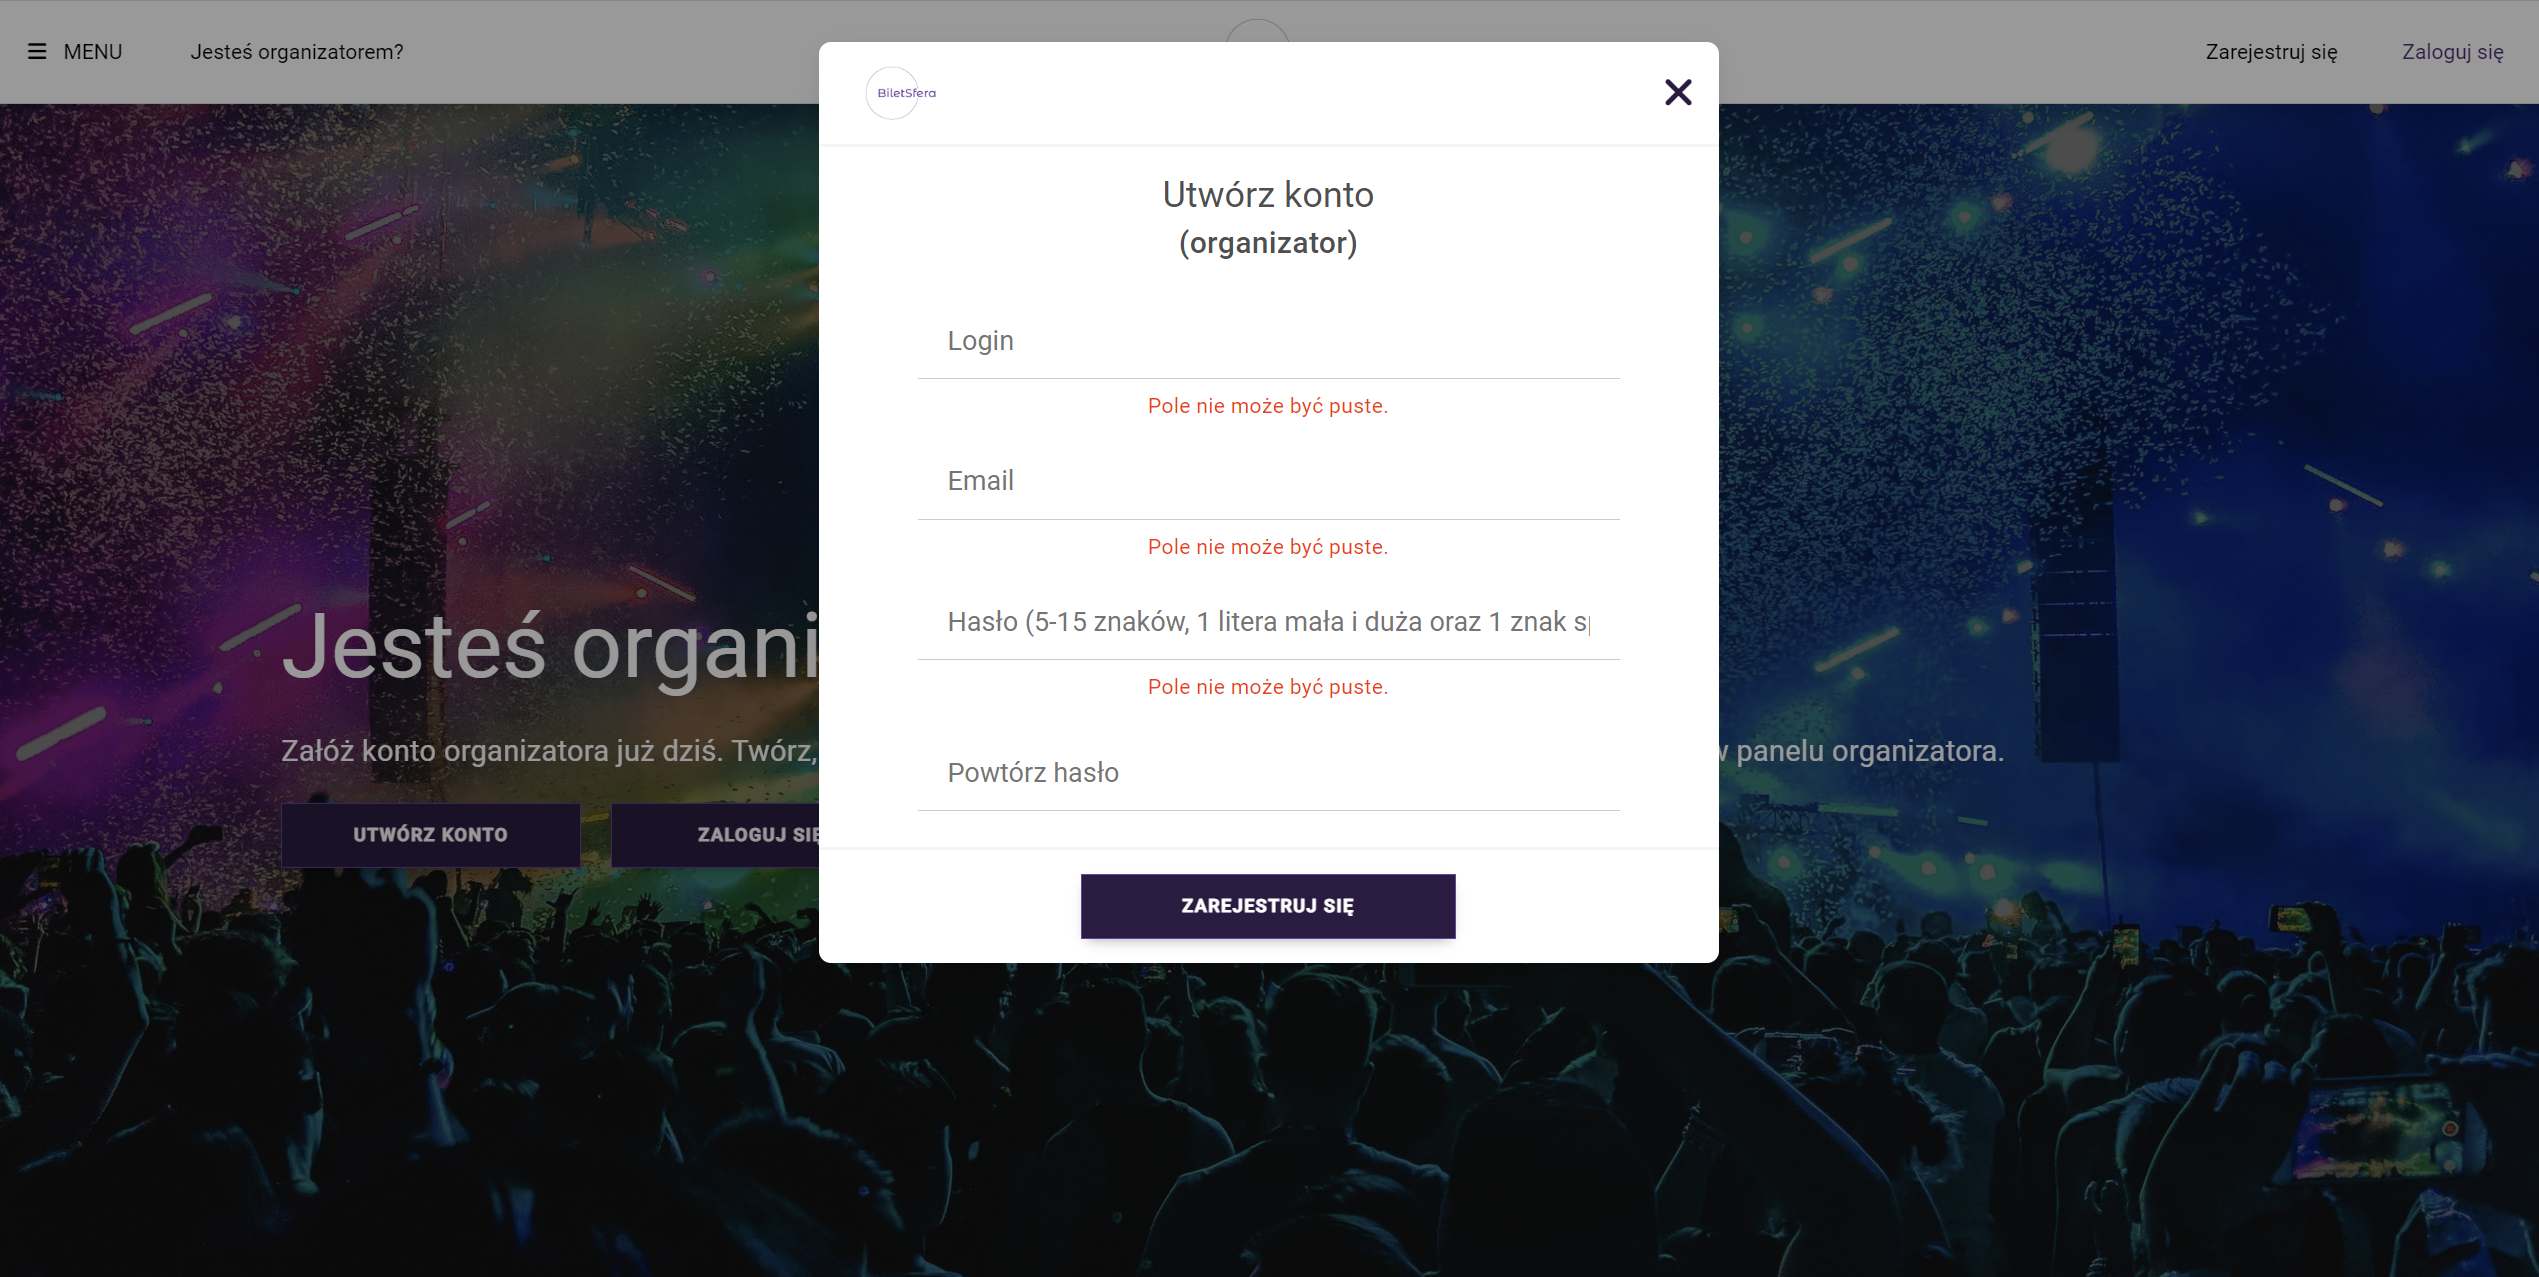 MENU
Jesteś organizatorem?
Zarejestruj się
Zaloguj się
BiletSfera
Utwórz konto
(organizator)
Login
Pole nie może być puste.
Email
Pole nie może być puste.
Hasło (5-15 znaków, 1 litera mała i duża oraz 1 znak
Pole nie może być puste.
Powtórz hasło
ZAREJESTRUJ SIĘ
Jesteś organi
Załóż konto organizatora już dziś. Twórz,
panelu organizatora.
UTWÓRZ KONTO
ZALOGUJ SIĘ